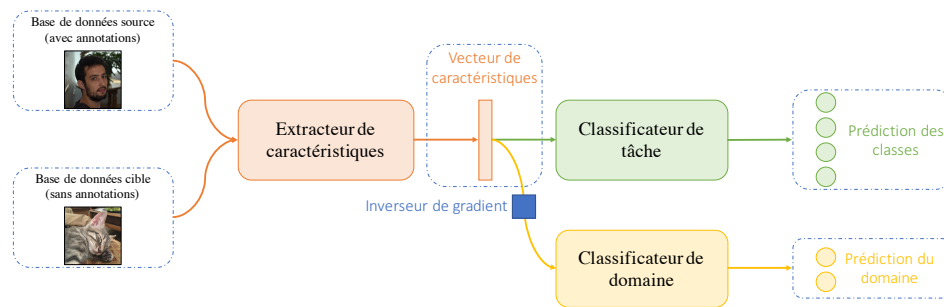 Base de données source
(avec annotations)
Base de données cible
(sans annotations)
Extracteur de
caractéristiques
Vecteur de
caractéristiques
Inverseur de gradient
Classificateur de
tâche
Classificateur de
domaine
Prédiction des
classes
Prédiction du
domaine